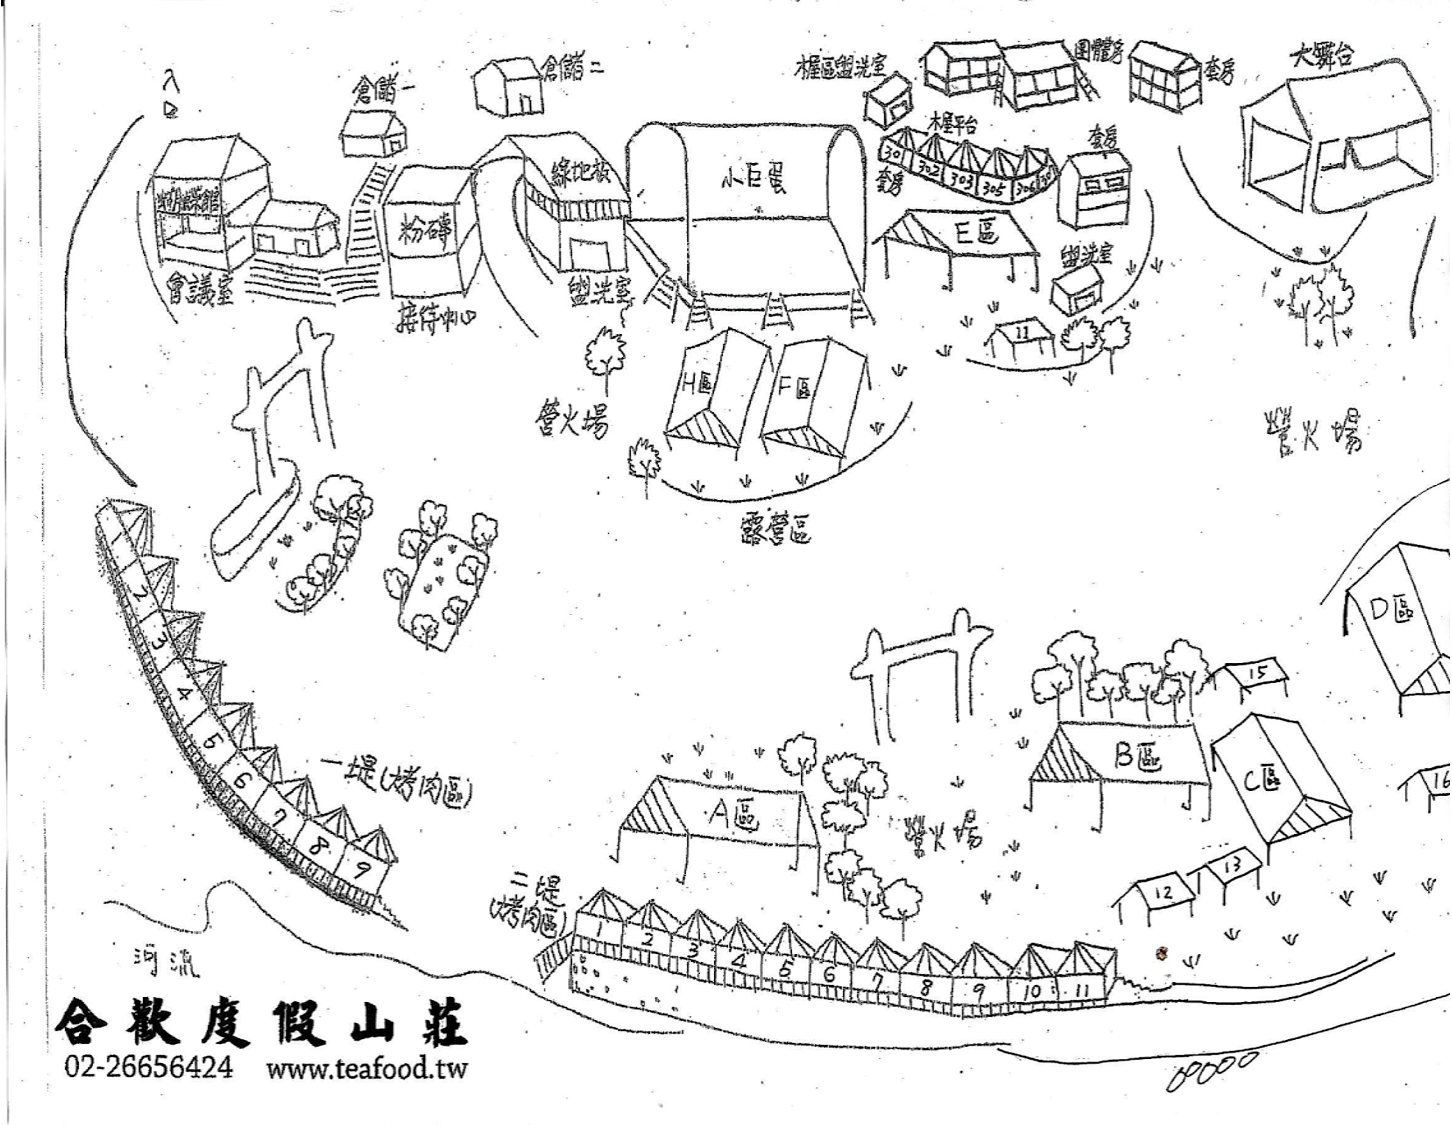 入
口
倉儲一
倉儲二
木屋區盥洗室
團體房
套房
大舞台
木屋平台
套房
301
302
303
305
306
套房
綠地板
小巨蛋
粉磚
E區
盥洗室
會議室
接待中心
盥洗室
11
H區
F區
營火場
營火場
露營區
D區
2
3
4
5
6
7
8
9
一堤(烤肉區)
15
B區
C區
16
A區
營火場
12
13
二堤
(烤肉區)
1
2
3
4
5
6
7
8
9
10
11
河流
合歡度假山莊
02-26656424 www.teafood.tw